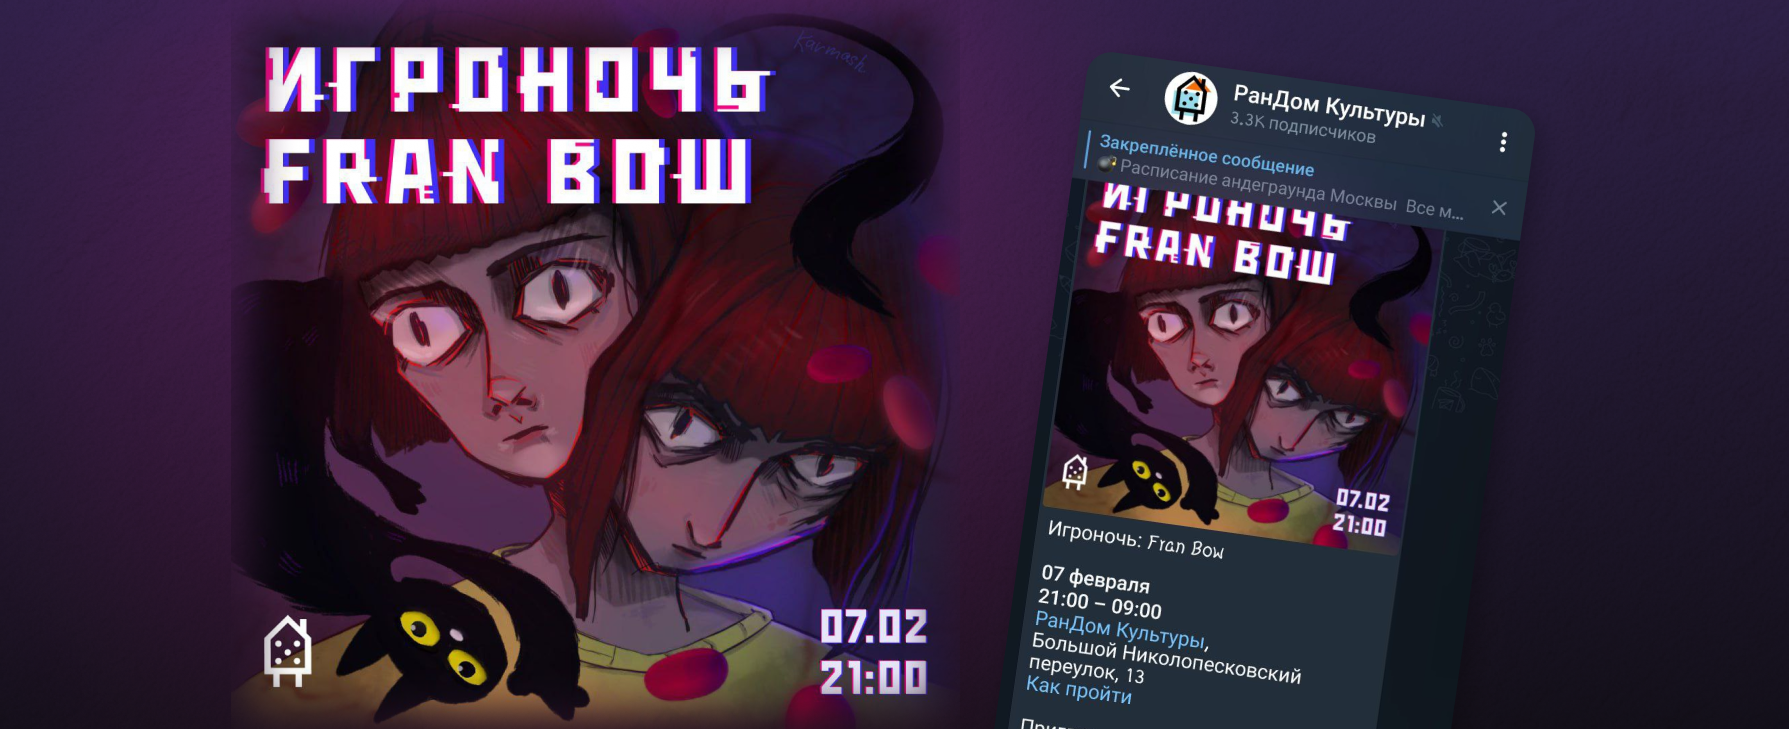 ИГРОНОЧЬ
FRAN BOW
Karmash
07.02
21:00
РанДом Культуры
3.3K подписчиков
Закреплённое сообщение
Расписание андеграунда Москвы Все м...
ИГРОНОЧЬ
FRAN BOW
07.02
21:00
Игроночь: Fran Bow
07 февраля
21:00 – 09:00
РанДом Культуры,
Большой Николопесковский
переулок, 13
Как пройти